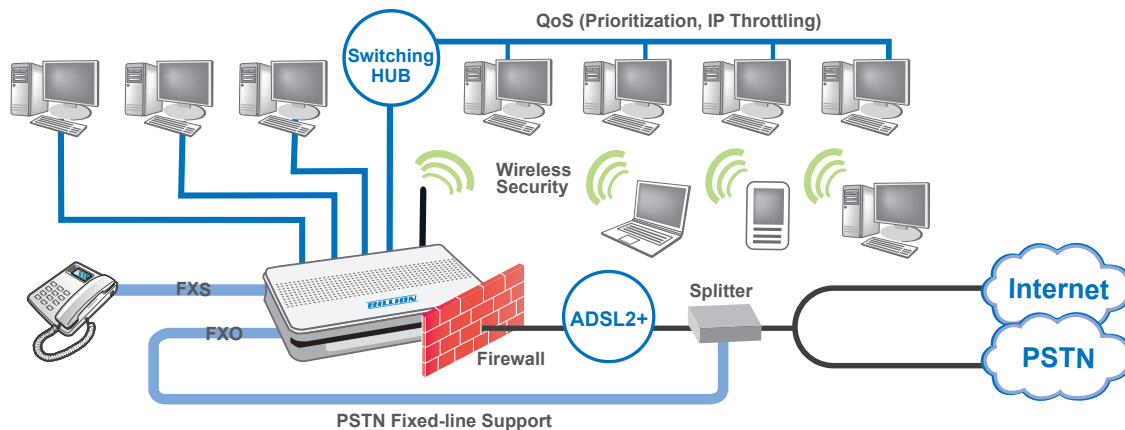 QoS (Prioritization, IP Throttling)
Switching
HUB
Wireless
Security
FXS
BILLION
Splitter
Internet
ADSL2+
FXO
Firewall
PSTN
PSTN Fixed-line Support